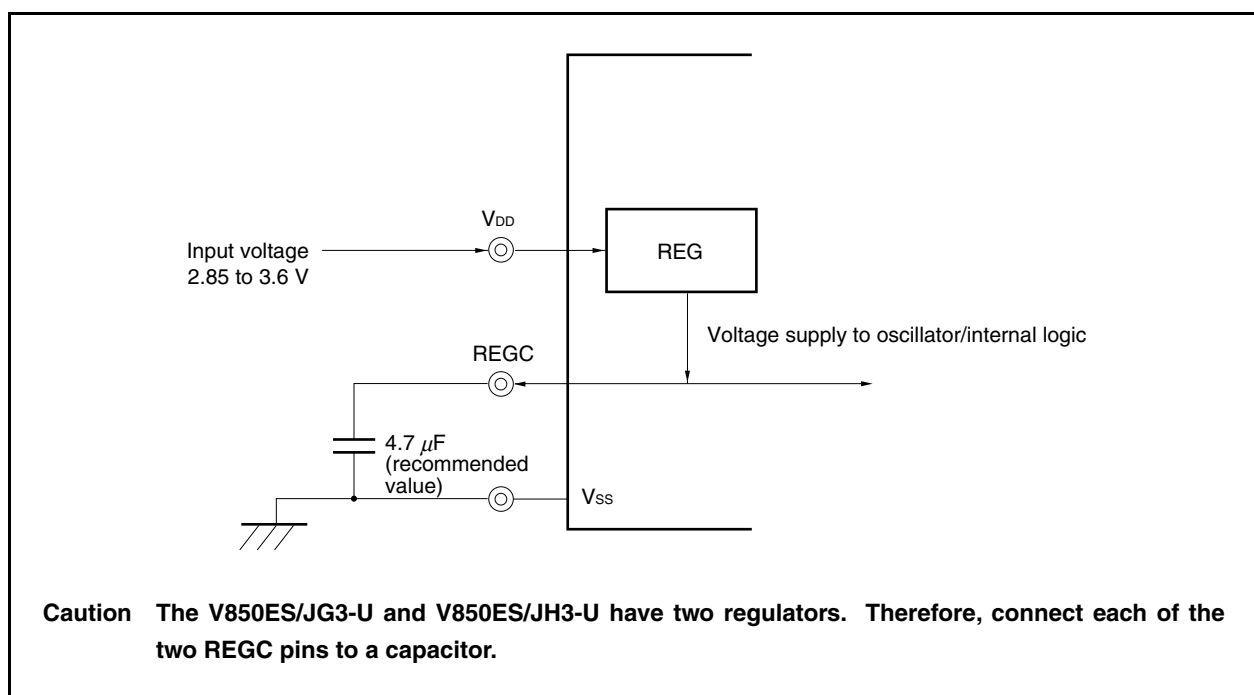 VDD
Input voltage
2.85 to 3.6 V
REG
Voltage supply to oscillator/internal logic
REGC
4.7 μF
(recommended
value)
VSS
Caution The V850ES/JG3-U and V850ES/JH3-U have two regulators. Therefore, connect each of the
two REGC pins to a capacitor.